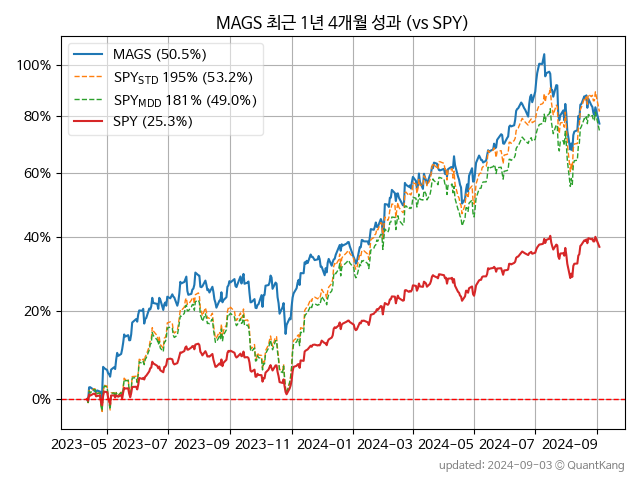 MAGS 최근 1년 4개월 성과 (vs SPY)
MAGS (50.5%)
SPY_STD 195% (53.2%)
SPY_MDD 181% (49.0%)
SPY (25.3%)
100%
80%
60%
40%
20%
0%
2023-05 2023-07 2023-09 2023-11 2024-01 2024-03 2024-05 2024-07 2024-09
updated: 2024-09-03 © QuantKang